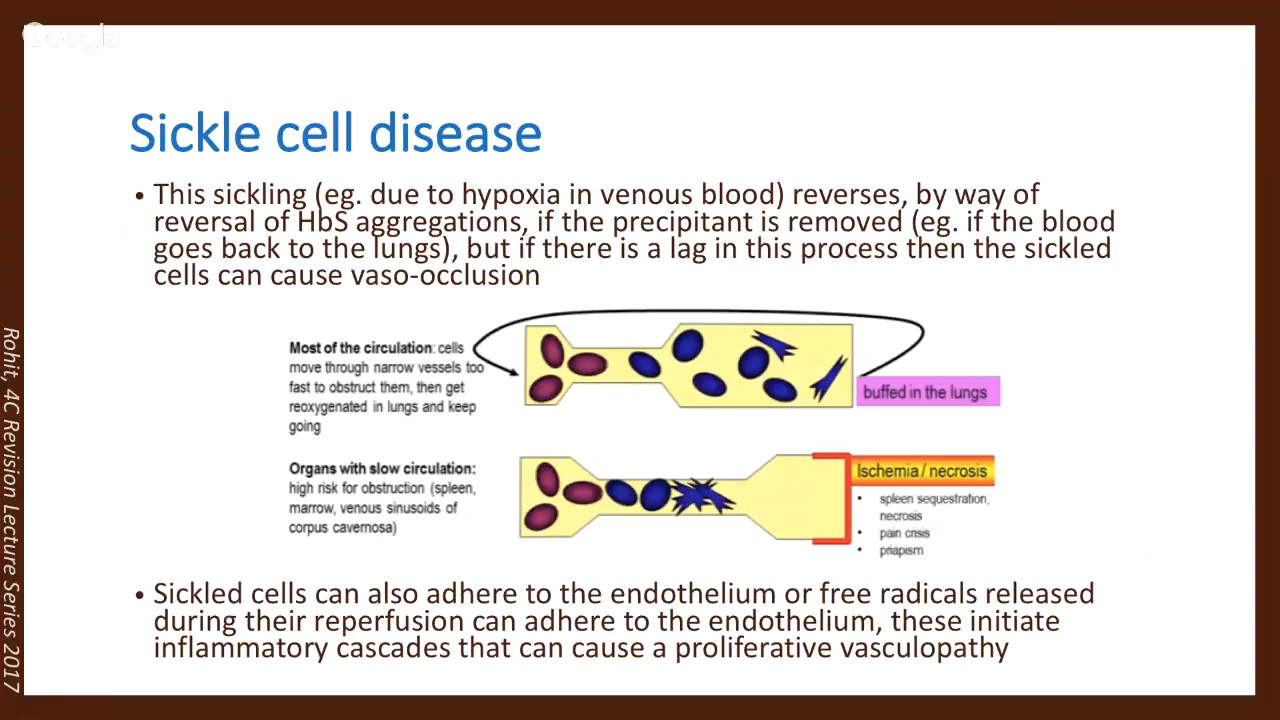 Google
Sickle cell disease
• This sickling (eg. due to hypoxia in venous blood) reverses, by way of
reversal of HbS aggregations, if the precipitant is removed (eg. if the blood
goes back to the lungs), but if there is a lag in this process then the sickled
cells can cause vaso-occlusion
Most of the circulation: cells
move through narrow vessels too
fast to obstruct them, then get
reoxygenated in lungs and keep
going
buffed in the lungs
Organs with slow circulation:
high risk for obstruction (spleen,
marrow, venous sinusoids of
corpus cavernosa)
Ischemia / necrosis
• spleen sequestration,
necrosis
• pain crisis
• priapism
• Sickled cells can also adhere to the endothelium or free radicals released
during their reperfusion can adhere to the endothelium, these initiate
inflammatory cascades that can cause a proliferative vasculopathy
Rohit, 4C Revision Lecture Series 2017